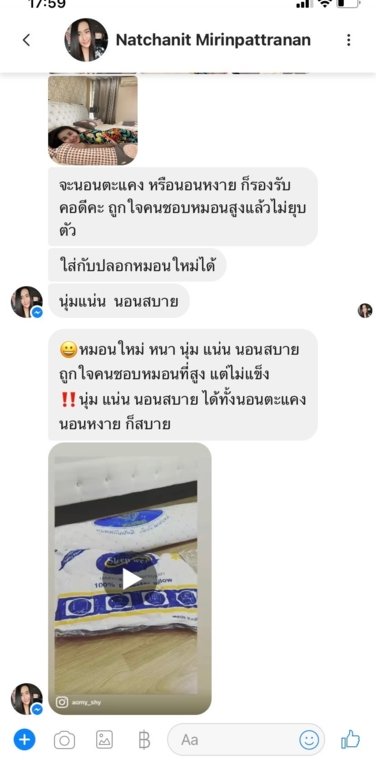 17:59
Natchanit Mirinpattranan
จะนอนตะแคง หรือนอนหงาย ก็รองรับ
คอดีคะ ถูกใจคนชอบหมอนสูงแล้วไม่ยุบ
ตัว
ใส่กับปลอกหมอนใหม่ได้
นุ่มแน่น นอนสบาย
😀หมอนใหม่ หนา นุ่ม แน่น นอนสบาย
ถูกใจคนชอบหมอนที่สูง แต่ไม่แข็ง
‼️นุ่ม แน่น นอนสบาย ได้ทั้งนอนตะแคง
นอนหงาย ก็สบาย
100%
aomy_shy
Aa